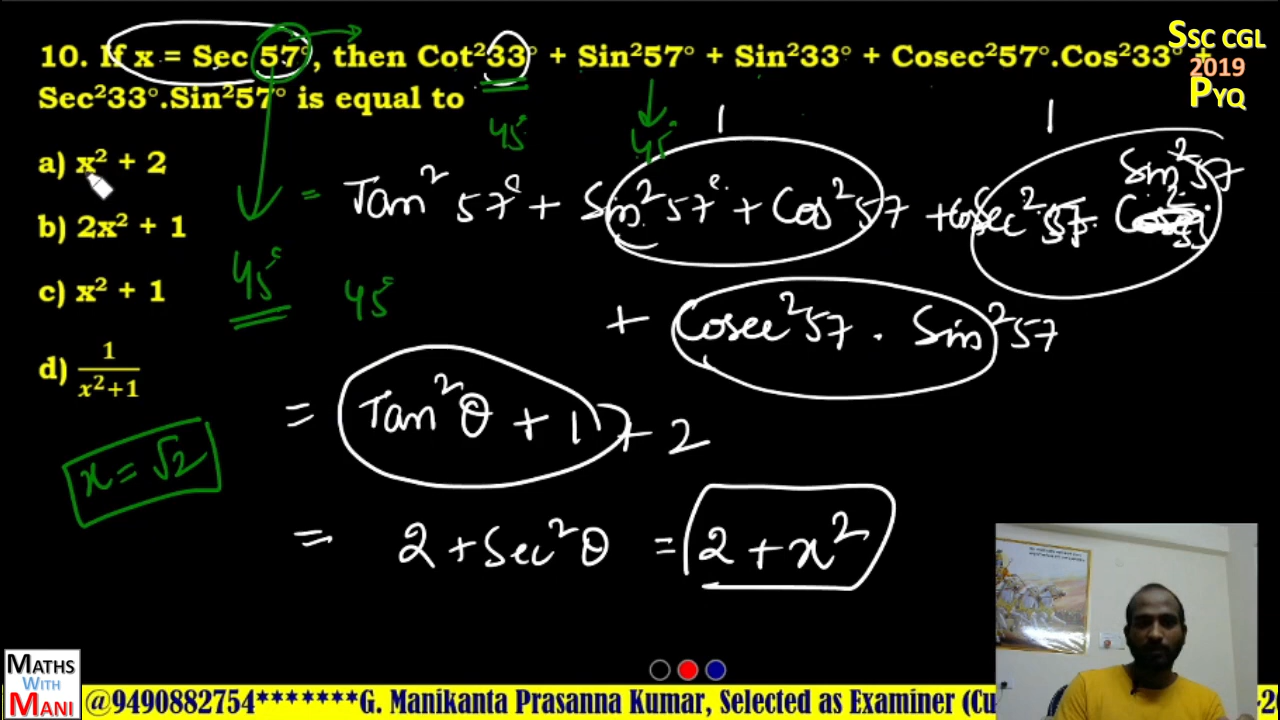 10. If x = Sec 57°, then Cot²33° + Sin²57° + Sin²33° + Cosec²57°.Cos²33° +
Sec²33°.Sin²57° is equal to
SSC CGL
2019
PYQ
a) x² + 2
b) 2x² + 1
c) x² + 1
d) 1/(x²+1)
45°
45°
1
1
= Tan² 57° + Sin² 57° + Cos² 57 + Cosec² 57. Sin² 57
45°
45°
+ Cosec² 57 . Sin² 57
= Tan² θ + 1 + 2
x = √2
= 2 + Sec² θ = 2 + x²
MATHS
WITH
MANI
@9490882754*******G. Manikanta Prasanna Kumar, Selected as Examiner (Cu